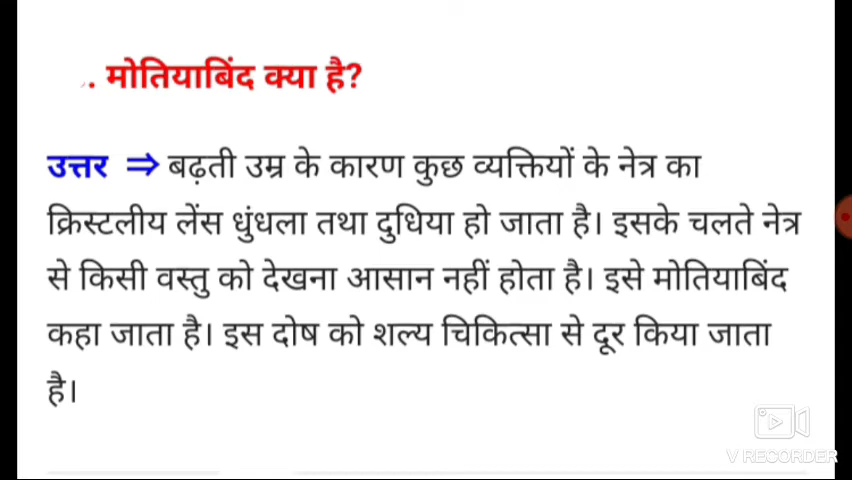 . मोतियाबिंद क्या है?
उत्तर ⇒ बढ़ती उम्र के कारण कुछ व्यक्तियों के नेत्र का
क्रिस्टलीय लेंस धुंधला तथा दुधिया हो जाता है। इसके चलते नेत्र
से किसी वस्तु को देखना आसान नहीं होता है। इसे मोतियाबिंद
कहा जाता है। इस दोष को शल्य चिकित्सा से दूर किया जाता
है।
V RECORDER